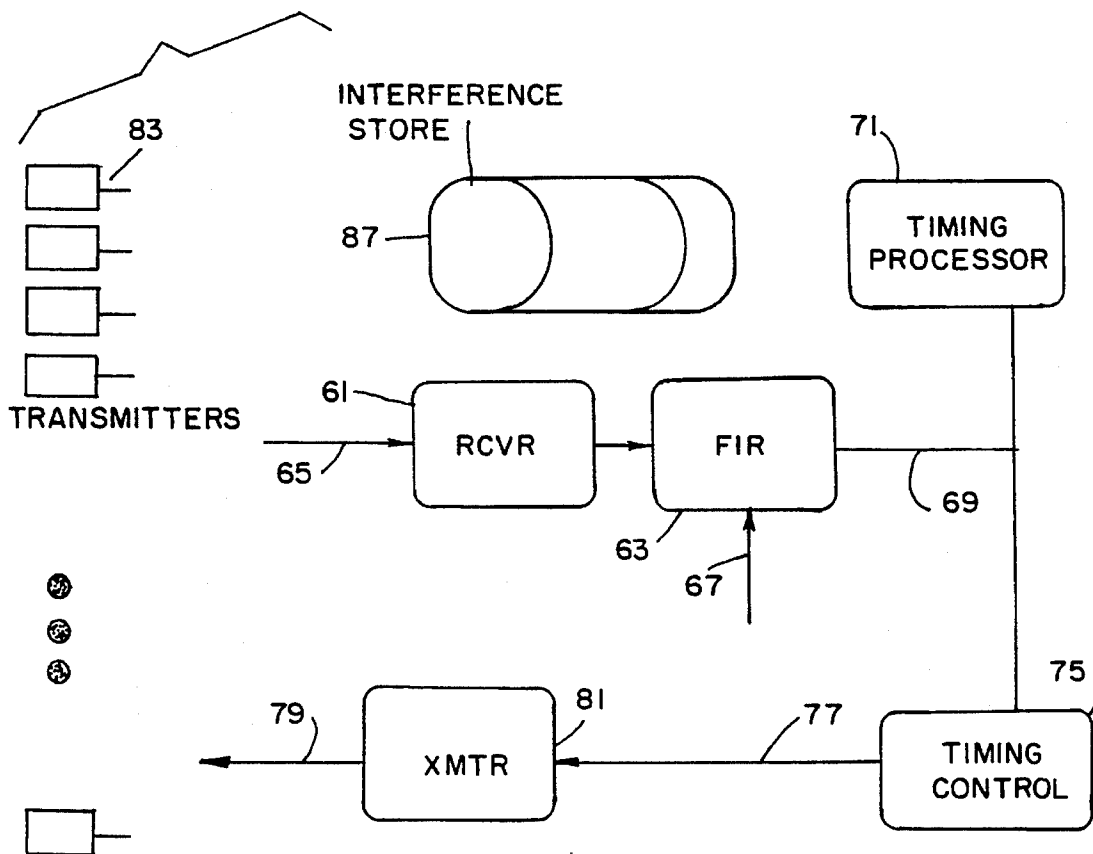 INTERFERENCE
STORE
83
71
TIMING
PROCESSOR
87
61
TRANSMITTERS
RCVR
FIR
65
69
63
67
75
79
81
77
XMTR
TIMING
CONTROL